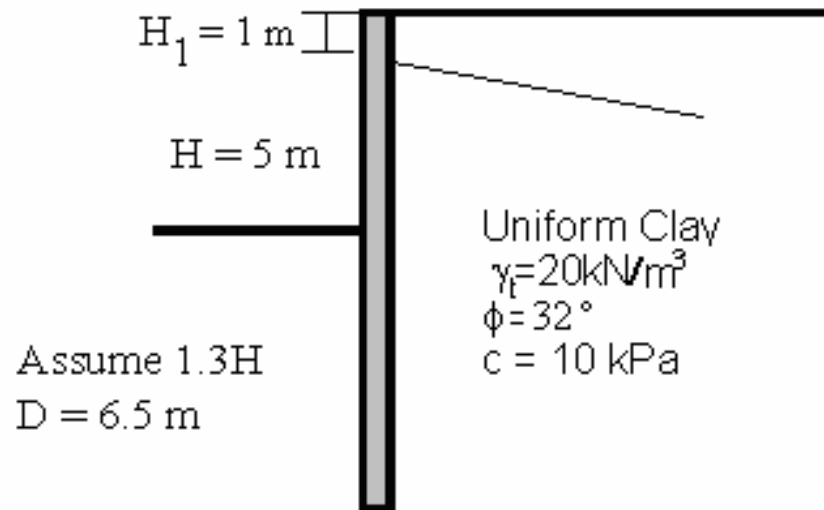 H₁ = 1 m
H = 5 m
Uniform Clay
γₜ=20kN/m³
ϕ=32°
c = 10 kPa
Assume 1.3H
D = 6.5 m